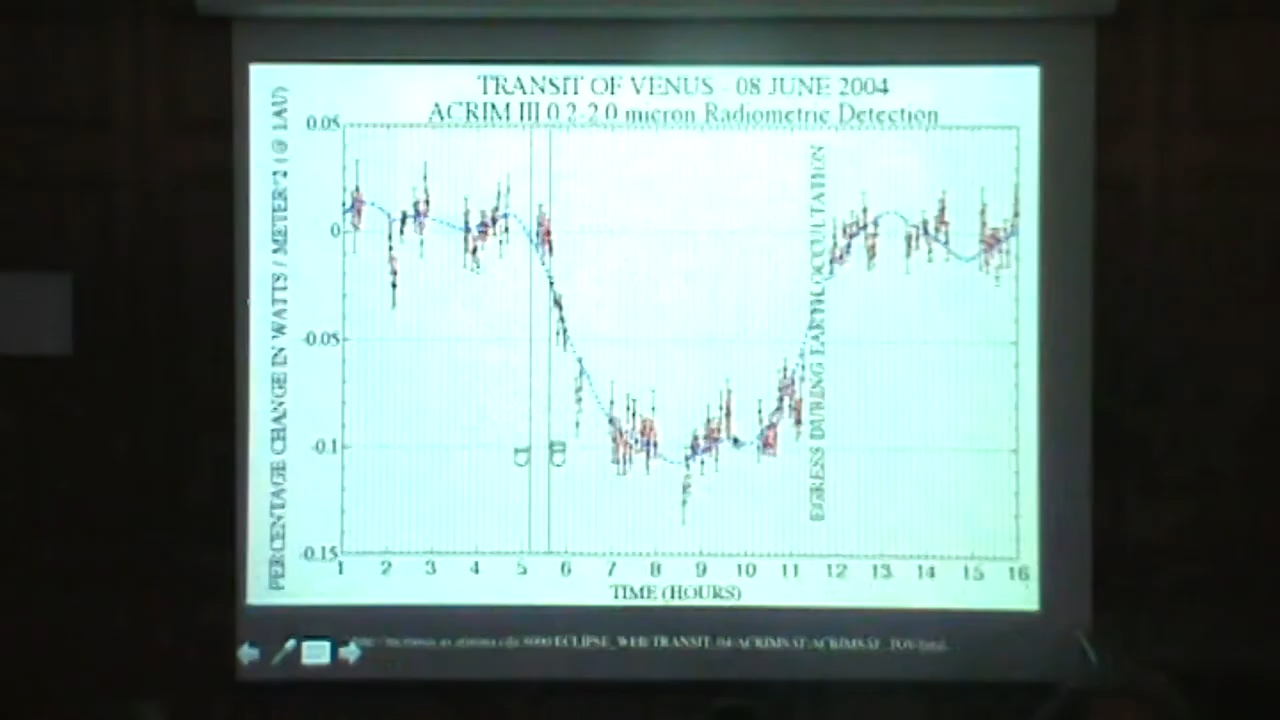 TRANSIT OF VENUS - 08 JUNE 2004
ACRIM III 0.2-2.0 micron Radiometric Detection
PERCENTAGE CHANGE IN WATTS / METER^2 (@ 1AU)
0.05
0
-0.05
-0.1
-0.15
EGRESS DURING EARTH OCCULTATION
1 2 3 4 5 6 7 8 9 10 11 12 13 14 15 16
TIME (HOURS)